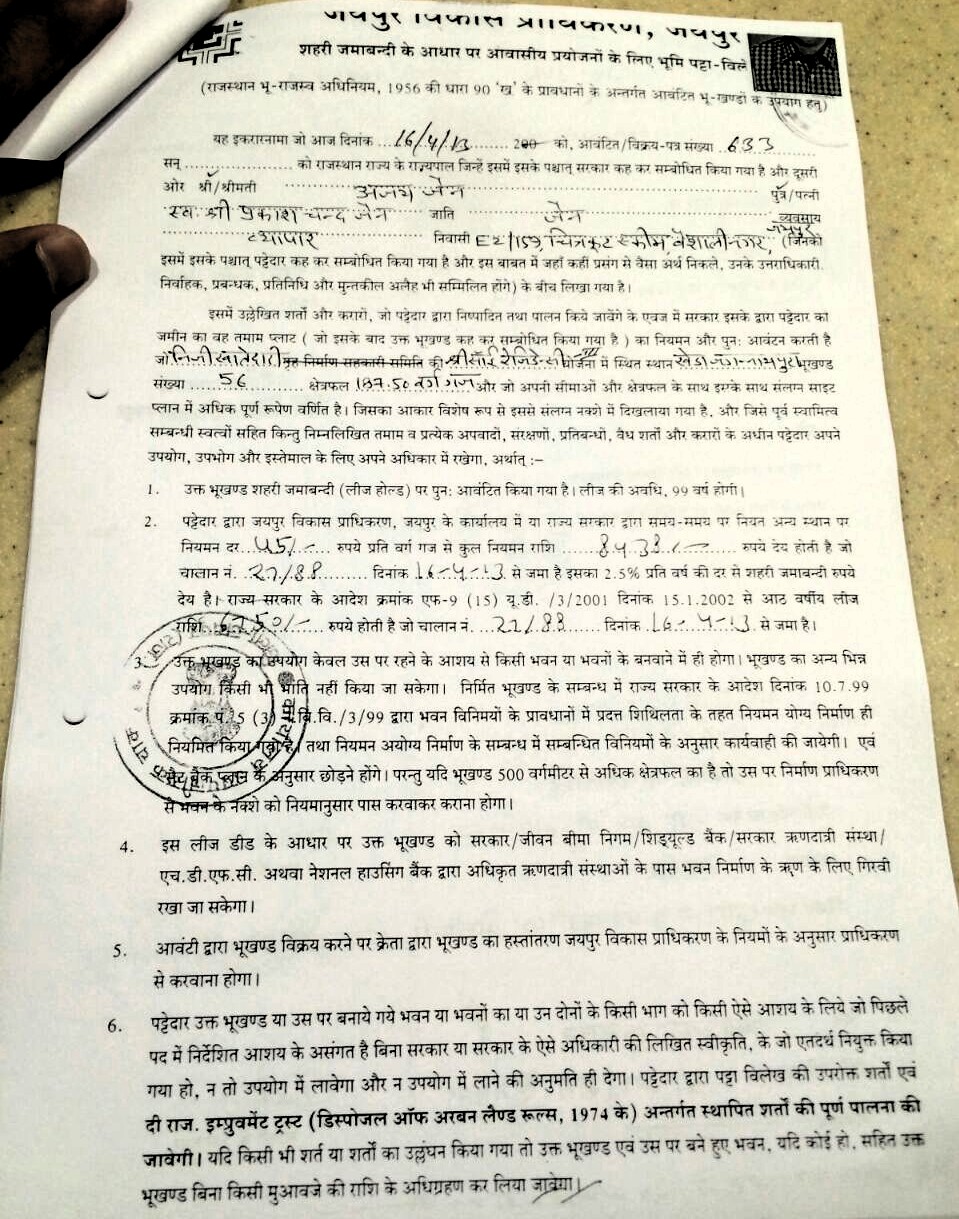 जयपुर विकास प्राधिकरण, जयपुर
शहरी जमाबन्दी के आधार पर आवासीय प्रयोजनों के लिए भूमि पट्टा-विले
(राजस्थान भू-राजस्व अधिनियम, 1956 की धारा 90 'ख' के प्रावधानों के अन्तर्गत आवंटित भू-खण्डों के उपयोग हेतु)
यह इकरारनामा जो आज दिनांक ...16/4/13 ...... 200 को, आवंटित/विक्रय-पत्र संख्या ..633
सन् ............... को राजस्थान राज्य के राज्यपाल जिन्हें इसमें इसके पश्चात् सरकार कह कर सम्बोधित किया गया है और दूसरी
ओर श्री/श्रीमती ............ अजय जैन ............ पुत्र/पत्नी
स्व. श्री प्रकाश चन्द जैन ...... जाति ............ जैन ............ व्यवसाय
व्यापार ............ निवासी E2/159, चित्रकूट स्कीम, वैशाली नगर, जयपुर (जिनको
इसमें इसके पश्चात् पट्टेदार कह कर सम्बोधित किया गया है और इस बाबत में जहाँ कहीं प्रसंग से वैसा अर्थ निकले, उनके उत्तराधिकारी.
निर्वाहक, प्रबन्धक, प्रतिनिधि और मुन्तकील अलैह भी सम्मिलित होंगे) के बीच लिखा गया है।
इसमें उल्लेखित शर्तों और करारों, जो पट्टेदार द्वारा निष्पादित तथा पालन किये जावेंगे के एवज में सरकार इसके द्वारा पट्टेदार का
जमीन का वह तमाम प्लाट ( जो इसके बाद उक्त भूखण्ड कह कर सम्बोधित किया गया है ) का नियमन और पुन: आवंटन करती है
जो निजी खातेदारी गृह निर्माण सहकारी समिति की श्री साईं रेजिडेन्सी-III योजना में स्थित स्थान भूखण्ड
संख्या ........ 56 ........ क्षेत्रफल 187.50 वर्ग गज और जो अपनी सीमाओं और क्षेत्रफल के साथ इसके साथ संलग्न साइट
प्लान में अधिक पूर्ण रूपेण वर्णित है। जिसका आकार विशेष रूप से इससे संलग्न नक्शे में दिखलाया गया है, और जिसे पूर्व स्वामित्व
सम्बन्धी स्वत्वों सहित किन्तु निम्नलिखित तमाम व प्रत्येक अपवादों, संरक्षणों, प्रतिबन्धों, वैध शर्तों और करारों के अधीन पट्टेदार अपने
उपयोग, उपभोग और इस्तेमाल के लिए अपने अधिकार में रखेगा, अर्थात् :-
1. उक्त भूखण्ड शहरी जमाबन्दी (लीज होल्ड) पर पुन: आवंटित किया गया है। लीज की अवधि, 99 वर्ष होगी।
2. पट्टेदार द्वारा जयपुर विकास प्राधिकरण, जयपुर के कार्यालय में या राज्य सरकार द्वारा समय-समय पर नियत अन्य स्थान पर
नियमन दर ..45/-.... रुपये प्रति वर्ग गज से कुल नियमन राशि ......8438/-...... रुपये देय होती है जो
चालान नं. ..27/88........ दिनांक 16-4-13 से जमा है इसका 2.5% प्रति वर्ष की दर से शहरी जमाबन्दी रुपये
देय है। राज्य सरकार के आदेश क्रमांक एफ-9 (15) यू.डी. /3/2001 दिनांक 15.1.2002 से आठ वर्षीय लीज
राशि. 6750/-.... रुपये होती है जो चालान नं. ...27/88........ दिनांक 16-4-13 से जमा है।
3. उक्त भूखण्ड का उपयोग केवल उस पर रहने के आशय से किसी भवन या भवनों के बनवाने में ही होगा। भूखण्ड का अन्य भिन्न
उपयोग किसी भी भांति नहीं किया जा सकेगा। निर्मित भूखण्ड के सम्बन्ध में राज्य सरकार के आदेश दिनांक 10.7.99
क्रमांक प. 5 (3) न.वि.वि./3/99 द्वारा भवन विनिमयों के प्रावधानों में प्रदत्त शिथिलता के तहत नियमन योग्य निर्माण ही
नियमित किया गया है, तथा नियमन अयोग्य निर्माण के सम्बन्ध में सम्बन्धित विनियमों के अनुसार कार्यवाही की जायेगी। एवं
सैट बैक प्लान के अनुसार छोड़ने होंगे। परन्तु यदि भूखण्ड 500 वर्गमीटर से अधिक क्षेत्रफल का है तो उस पर निर्माण प्राधिकरण
से भवन के नक्शे को नियमानुसार पास करवाकर कराना होगा।
4. इस लीज डीड के आधार पर उक्त भूखण्ड को सरकार/जीवन बीमा निगम/शिड्यूल्ड बैंक/सरकार ऋणदात्री संस्था/
एच.डी.एफ.सी. अथवा नेशनल हाउसिंग बैंक द्वारा अधिकृत ऋणदात्री संस्थाओं के पास भवन निर्माण के ऋण के लिए गिरवी
रखा जा सकेगा।
5. आवंटी द्वारा भूखण्ड विक्रय करने पर क्रेता द्वारा भूखण्ड का हस्तांतरण जयपुर विकास प्राधिकरण के नियमों के अनुसार प्राधिकरण
से करवाना होगा।
6. पट्टेदार उक्त भूखण्ड या उस पर बनाये गये भवन या भवनों का या उन दोनों के किसी भाग को किसी ऐसे आशय के लिये जो पिछले
पद में निर्देशित आशय के असंगत है बिना सरकार या सरकार के ऐसे अधिकारी की लिखित स्वीकृति, के जो एतदर्थ नियुक्त किया
गया हो, न तो उपयोग में लावेगा और न उपयोग में लाने की अनुमति ही देगा। पट्टेदार द्वारा पट्टा विलेख की उपरोक्त शर्तों एवं
दी राज. इम्प्रुवमेंट ट्रस्ट (डिस्पोजल ऑफ अरबन लैण्ड रूल्स, 1974 के) अन्तर्गत स्थापित शर्तों की पूर्ण पालना की
जावेगी। यदि किसी भी शर्त या शर्तों का उल्लंघन किया गया तो उक्त भूखण्ड एवं उस पर बने हुए भवन, यदि कोई हो, सहित उक्त
भूखण्ड बिना किसी मुआवजे की राशि के अधिग्रहण कर लिया जावेगा।